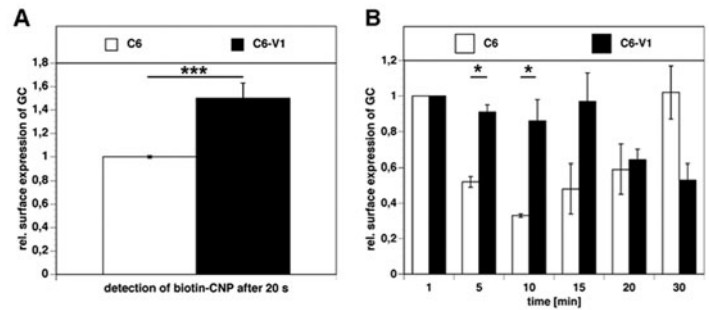 A
C6 C6-V1
1,8
1,6
1,4
1,2
1
0,8
0,6
0,4
0,2
0
rel. surface expression of GC
***
detection of biotin-CNP after 20 s
B
C6 C6-V1
1,2
1
0,8
0,6
0,4
0,2
0
rel. surface expression of GC
* *
1 5 10 15 20 30
time [min]